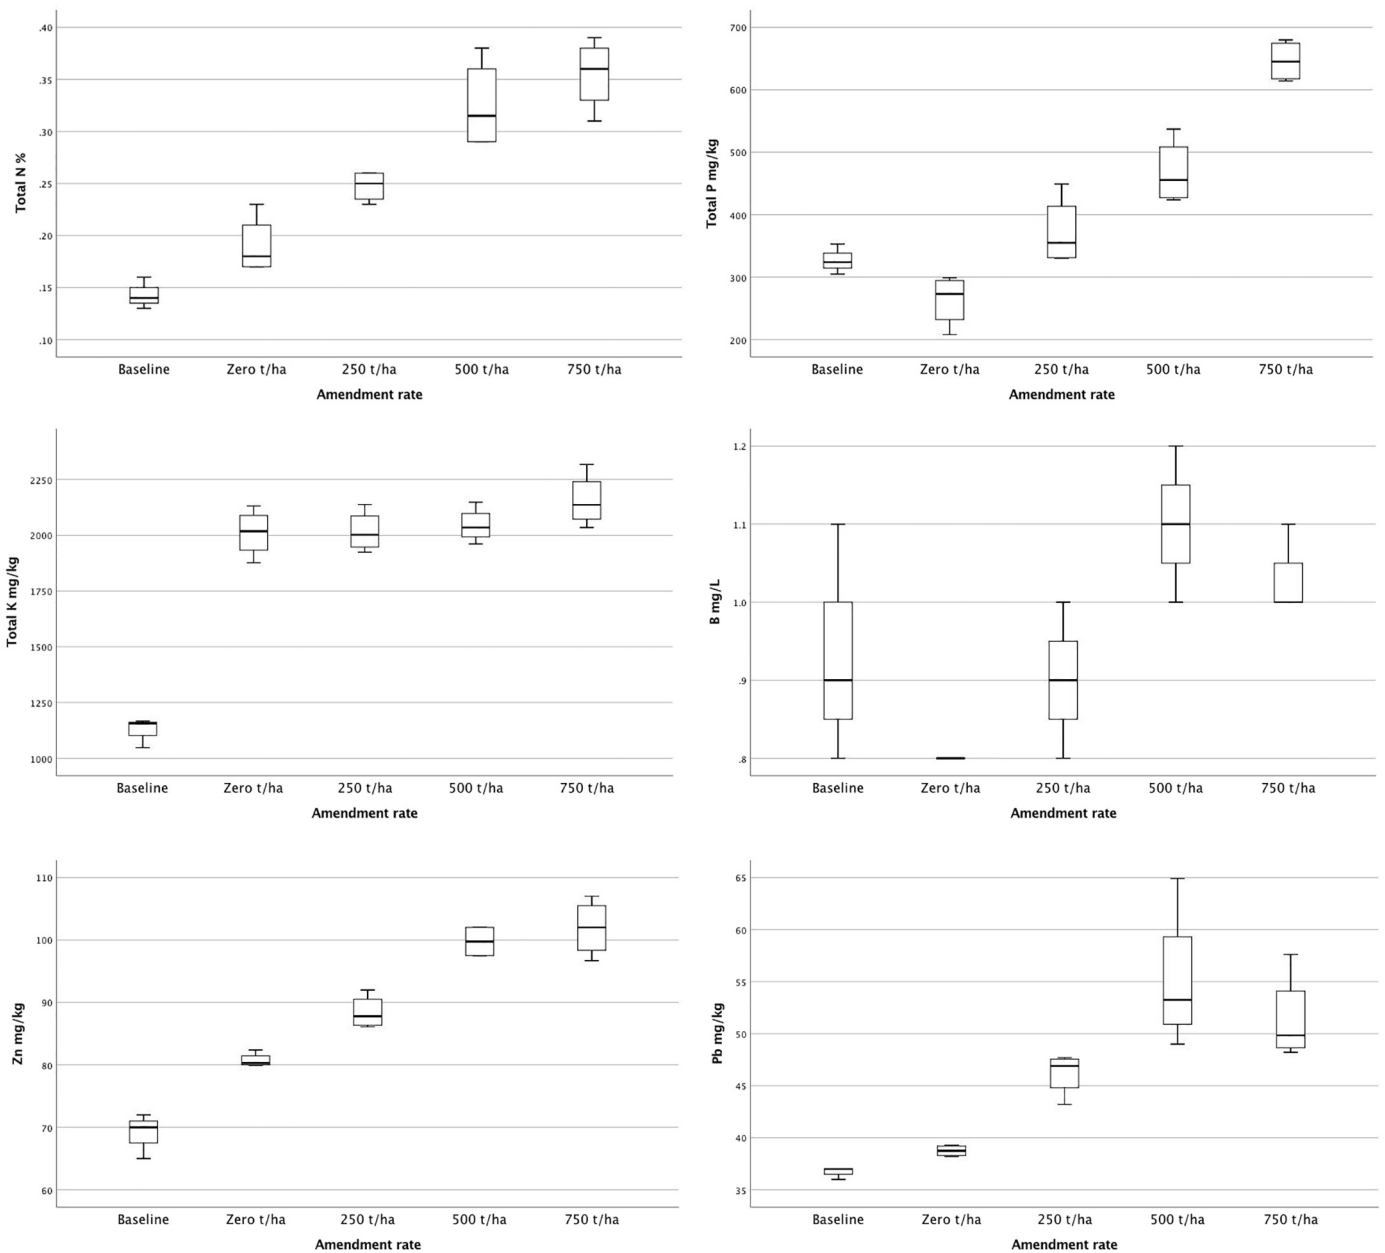 .40
.35
.30
.25
.20
.15
.10
Total N %
Baseline Zero t/ha 250 t/ha 500 t/ha 750 t/ha
Amendment rate
700
600
500
400
300
200
Total P mg/kg
Baseline Zero t/ha 250 t/ha 500 t/ha 750 t/ha
Amendment rate
2250
2000
1750
1500
1250
1000
Total K mg/kg
Baseline Zero t/ha 250 t/ha 500 t/ha 750 t/ha
Amendment rate
1.2
1.1
1.0
.9
.8
B mg/L
Baseline Zero t/ha 250 t/ha 500 t/ha 750 t/ha
Amendment rate
110
100
90
80
70
60
Zn mg/kg
Baseline Zero t/ha 250 t/ha 500 t/ha 750 t/ha
Amendment rate
65
60
55
50
45
40
35
Pb mg/kg
Baseline Zero t/ha 250 t/ha 500 t/ha 750 t/ha
Amendment rate